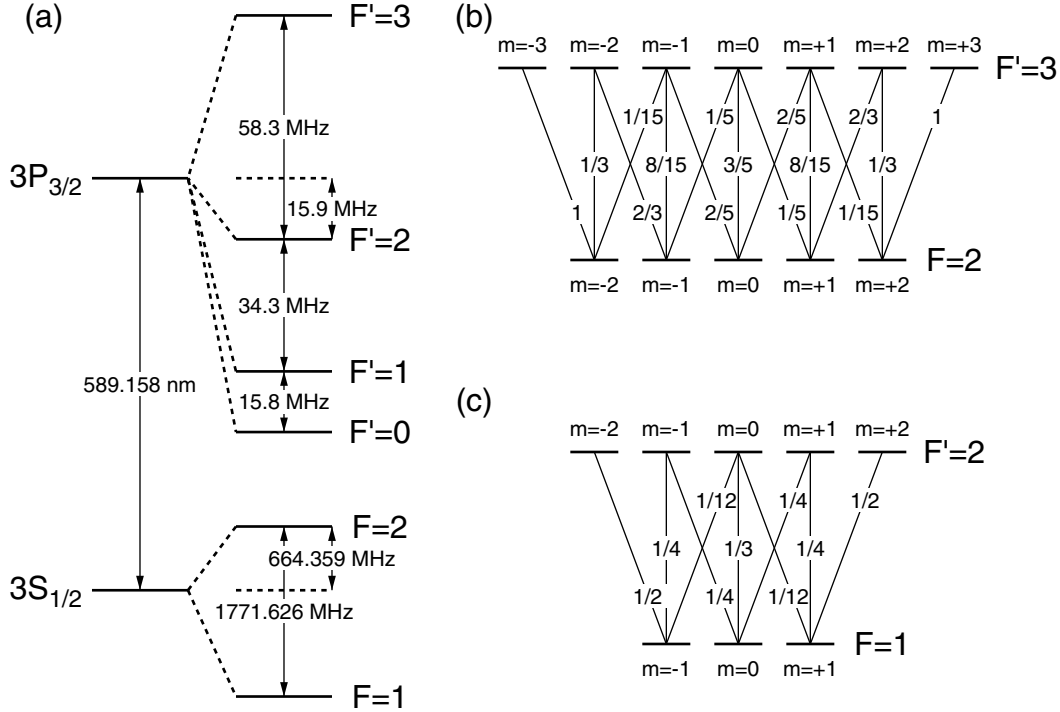 (a)
F'=3
58.3 MHz
3P3/2
15.9 MHz
F'=2
34.3 MHz
F'=1
589.158 nm
15.8 MHz
F'=0
F=2
664.359 MHz
3S1/2
1771.626 MHz
F=1
(b)
m=-3 m=-2 m=-1 m=0 m=+1 m=+2 m=+3
F'=3
1/15 1/5 2/5 2/3 1
1/3 8/15 3/5 8/15 1/3
1 2/3 2/5 1/5 1/15
F=2
m=-2 m=-1 m=0 m=+1 m=+2
(c)
m=-2 m=-1 m=0 m=+1 m=+2
F'=2
1/12 1/4 1/2
1/4 1/3 1/4
1/2 1/4 1/12
F=1
m=-1 m=0 m=+1